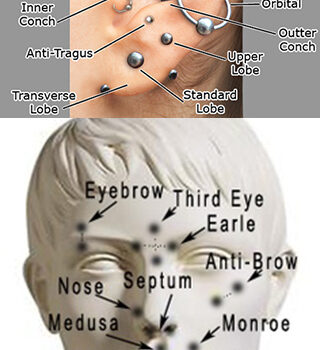 Inner
Conch
Orbital
Outter
Conch
Anti-Tragus
Upper
Lobe
Transverse
Lobe
Standard
Lobe
Eyebrow
Third Eye
Earle
Anti-Brow
Nose
Septum
Medusa
Monroe